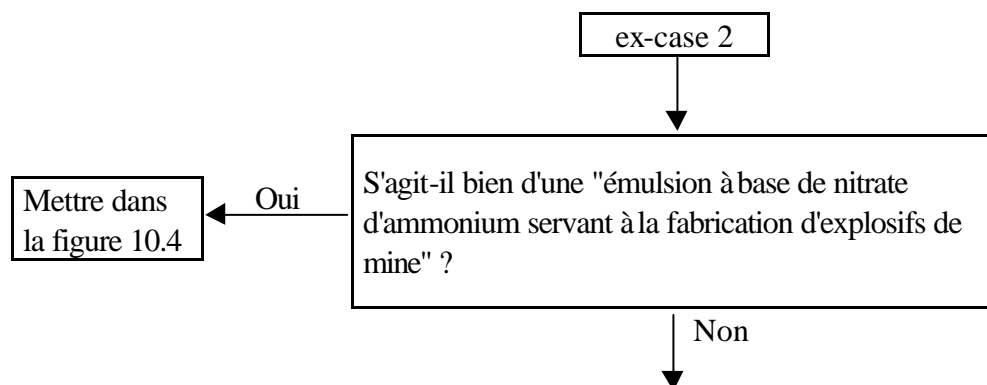 ex-case 2
S'agit-il bien d'une "émulsion à base de nitrate
d'ammonium servant à la fabrication d'explosifs de
mine" ?
Oui
Mettre dans
la figure 10.4
Non